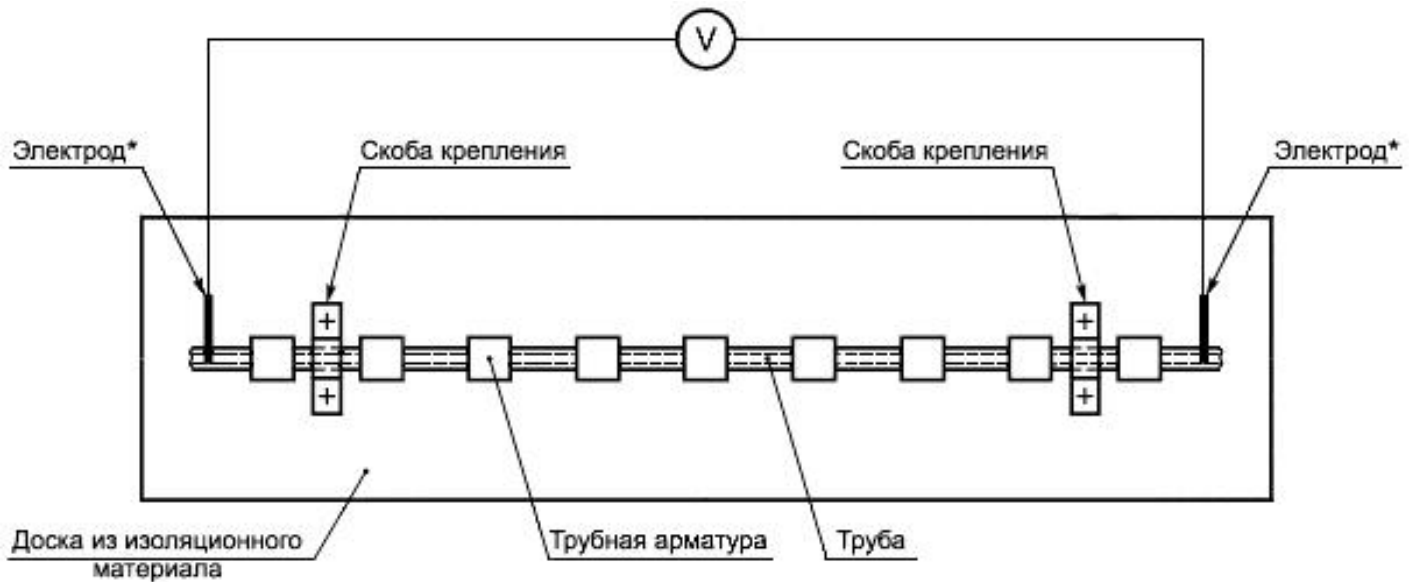 V
Электрод*
Скоба крепления
Скоба крепления
Электрод*
+
+
+
+
Доска из изоляционного
материала
Трубная арматура
Труба